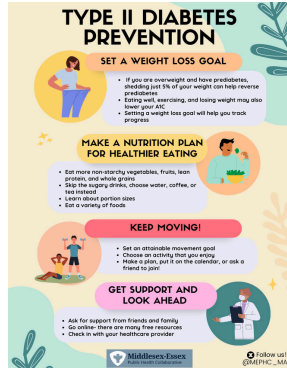 TYPE II DIABETES
PREVENTION
SET A WEIGHT LOSS GOAL
• If you are overweight and have prediabetes,
shedding just 5% of your weight can help reverse
prediabetes
• Eating well, exercising, and losing weight may also
lower your A1C
• Setting a weight loss goal will help you track
progress
MAKE A NUTRITION PLAN
FOR HEALTHIER EATING
• Eat more non-starchy vegetables, fruits, lean
protein, and whole grains
• Skip the sugary drinks, choose water, coffee, or
tea instead
• Learn about portion sizes
• Eat a variety of foods
KEEP MOVING!
• Set an attainable movement goal
• Choose an activity that you enjoy
• Make a plan, put it on the calendar, or ask a
friend to join!
GET SUPPORT AND
LOOK AHEAD
• Ask for support from friends and family
• Go online- there are many free resources
• Check in with your healthcare provider
Middlesex-Essex
Public Health Collaborative
Follow us!
@MEPHC_MA